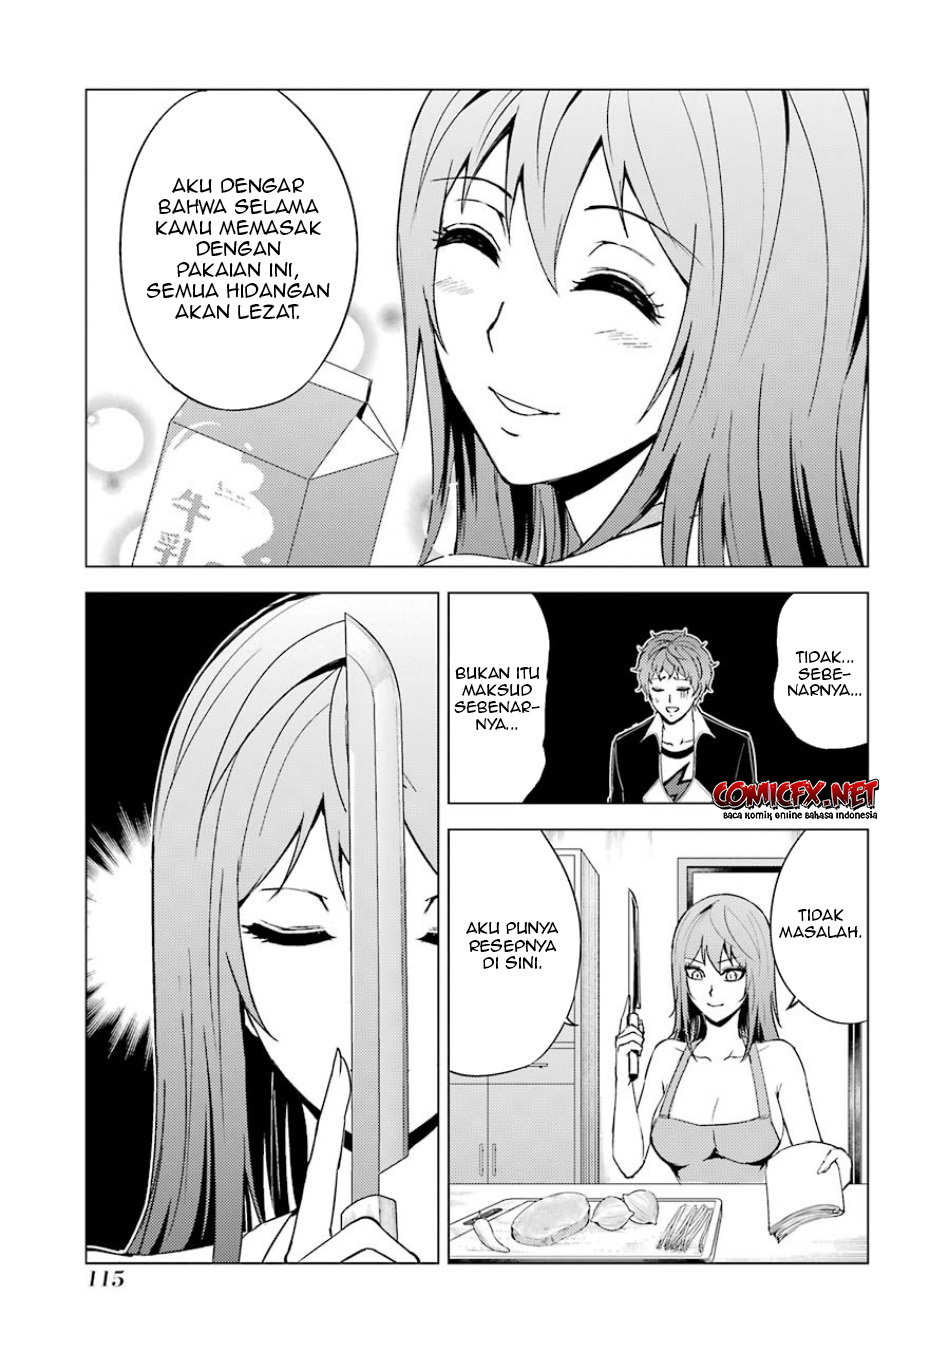 AKU DENGAR
BAHWA SELAMA
KAMU MEMASAK
DENGAN
PAKAIAN INI,
SEMUA HIDANGAN
AKAN LEZAT.
牛乳
TIDAK...
SEBE-
NARNYA...
BUKAN ITU
MAKSUD
SEBENAR-
NYA...
COMICFX.NET
Baca komik online Bahasa Indonesia
TIDAK
MASALAH.
AKU PUNYA
RESEPNYA
DI SINI.
115